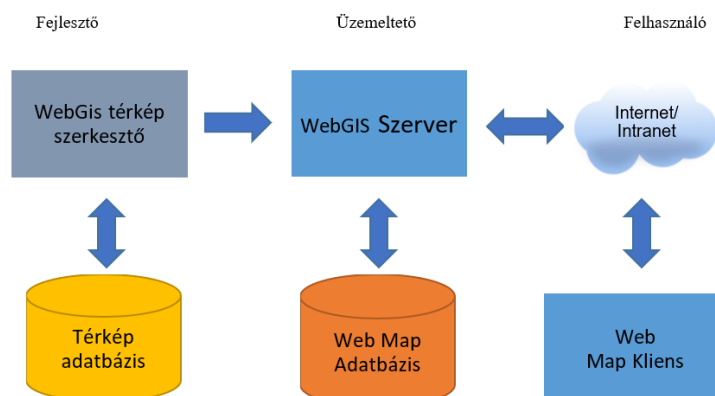 Fejlesztő
Üzemeltető
Felhasználó
WebGis térkép
szerkesztő
WebGIS Szerver
Internet/
Intranet
Térkép
adatbázis
Web Map
Adatbázis
Web
Map Kliens